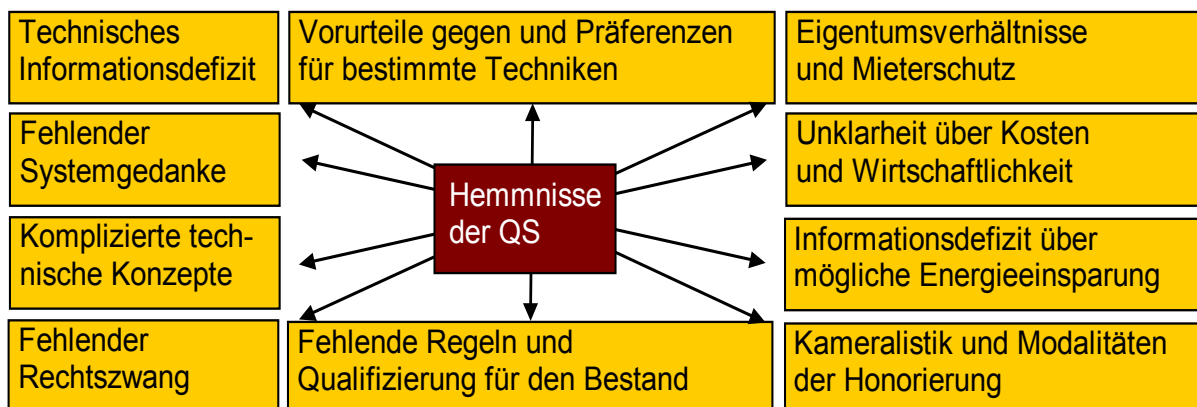 Technisches
Informationsdefizit
Vorurteile gegen und Präferenzen
für bestimmte Techniken
Eigentumsverhältnisse
und Mieterschutz
Fehlender
Systemgedanke
Unklarheit über Kosten
und Wirtschaftlichkeit
Hemmnisse
der QS
Komplizierte tech-
nische Konzepte
Informationsdefizit über
mögliche Energieeinsparung
Fehlender
Rechtszwang
Fehlende Regeln und
Qualifizierung für den Bestand
Kameralistik und Modalitäten
der Honorierung